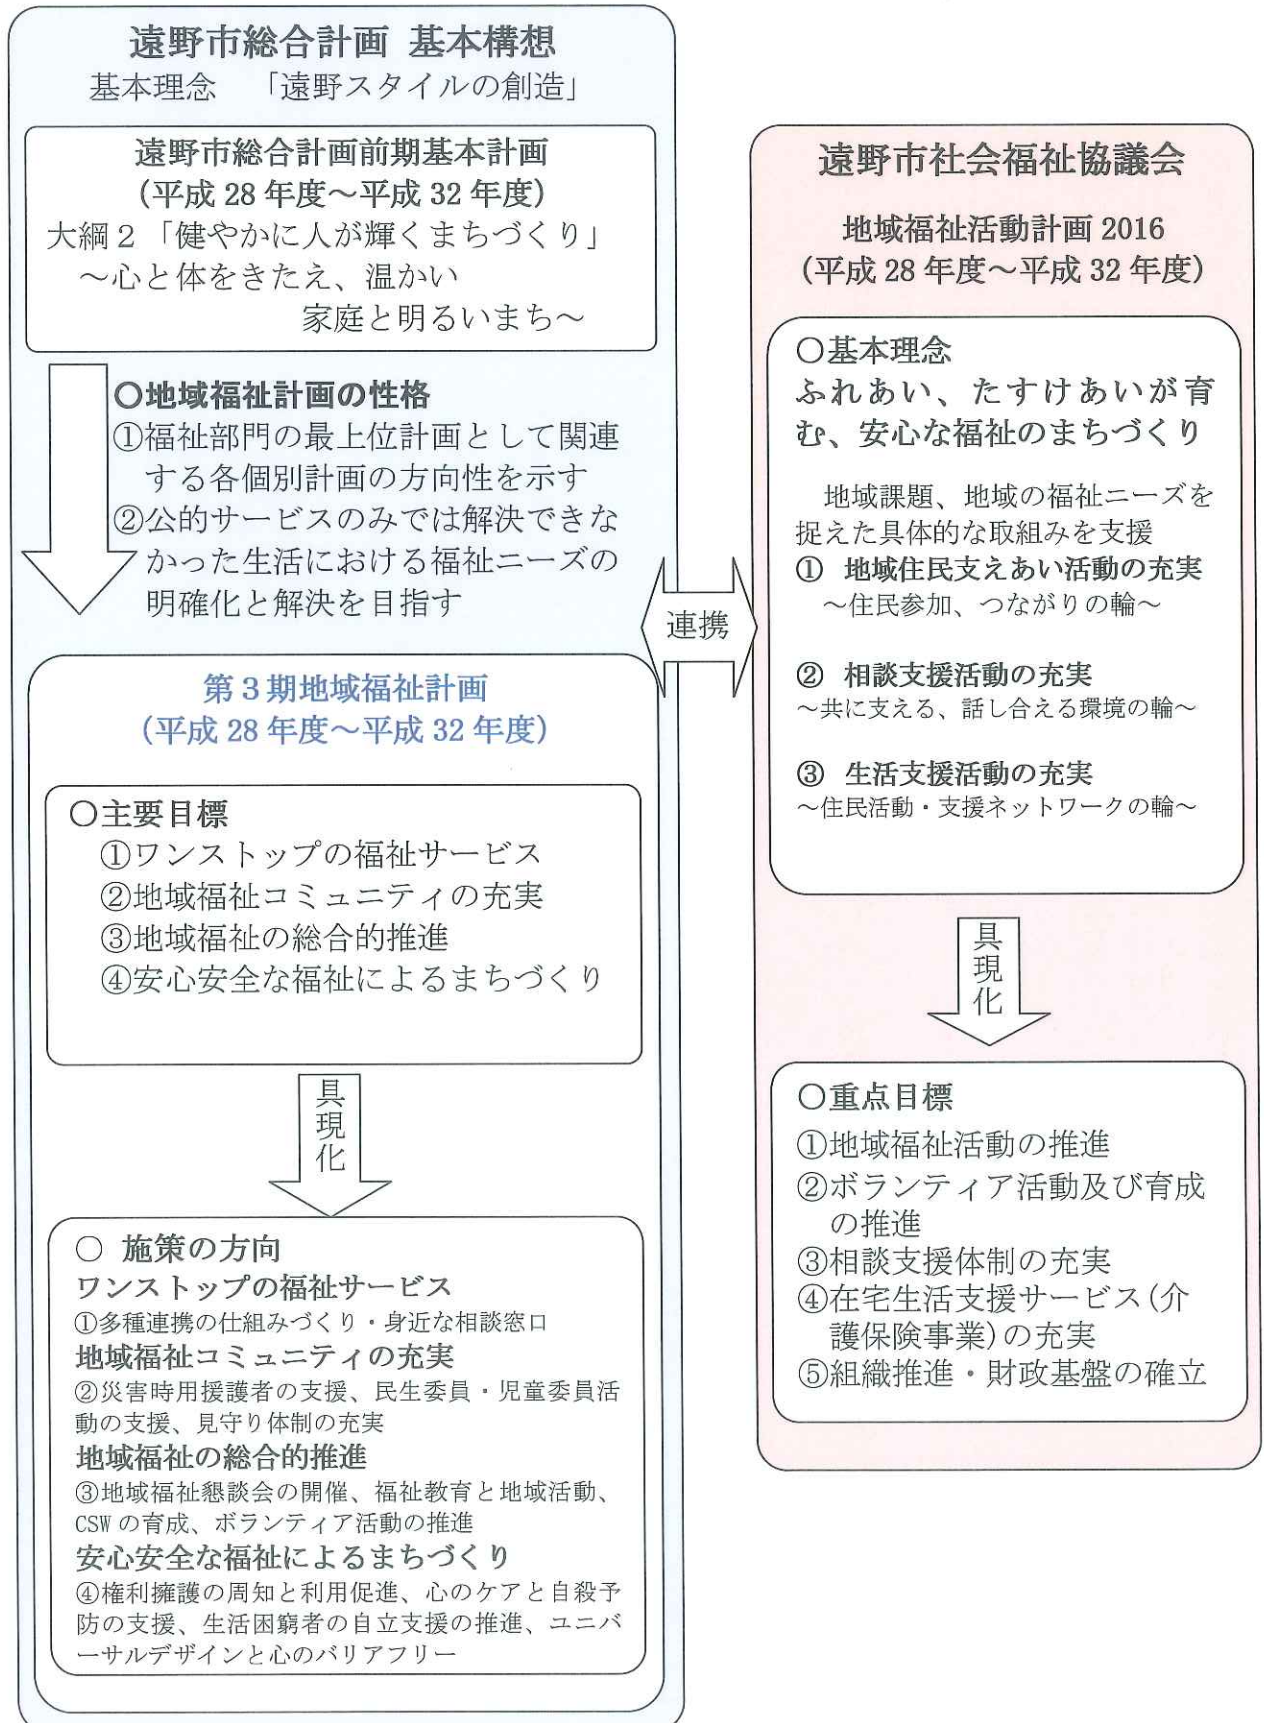 遠野市総合計画 基本構想
基本理念 「遠野スタイルの創造」
遠野市総合計画前期基本計画
(平成 28 年度～平成 32 年度)
大綱２「健やかに人が輝くまちづくり」
～心と体をきたえ、温かい
家庭と明るいまち～
○地域福祉計画の性格
①福祉部門の最上位計画として関連
する各個別計画の方向性を示す
②公的サービスのみでは解決できな
かった生活における福祉ニーズの
明確化と解決を目指す
第３期地域福祉計画
(平成 28 年度～平成 32 年度)
○主要目標
①ワンストップの福祉サービス
②地域福祉コミュニティの充実
③地域福祉の総合的推進
④安心安全な福祉によるまちづくり
具現化
○ 施策の方向
ワンストップの福祉サービス
①多種連携の仕組みづくり・身近な相談窓口
地域福祉コミュニティの充実
②災害時用援護者の支援、民生委員・児童委員活
動の支援、見守り体制の充実
地域福祉の総合的推進
③地域福祉懇談会の開催、福祉教育と地域活動、
CSW の育成、ボランティア活動の推進
安心安全な福祉によるまちづくり
④権利擁護の周知と利用促進、心のケアと自殺予
防の支援、生活困窮者の自立支援の推進、ユニバ
ーサルデザインと心のバリアフリー
連携
遠野市社会福祉協議会
地域福祉活動計画 2016
(平成 28 年度～平成 32 年度)
○基本理念
ふれあい、たすけあいが育
む、安心な福祉のまちづくり
地域課題、地域の福祉ニーズを
捉えた具体的な取組みを支援
① 地域住民支えあい活動の充実
～住民参加、つながりの輪～
② 相談支援活動の充実
～共に支える、話し合える環境の輪～
③ 生活支援活動の充実
～住民活動・支援ネットワークの輪～
具現化
○重点目標
①地域福祉活動の推進
②ボランティア活動及び育成
の推進
③相談支援体制の充実
④在宅生活支援サービス(介
護保険事業)の充実
⑤組織推進・財政基盤の確立